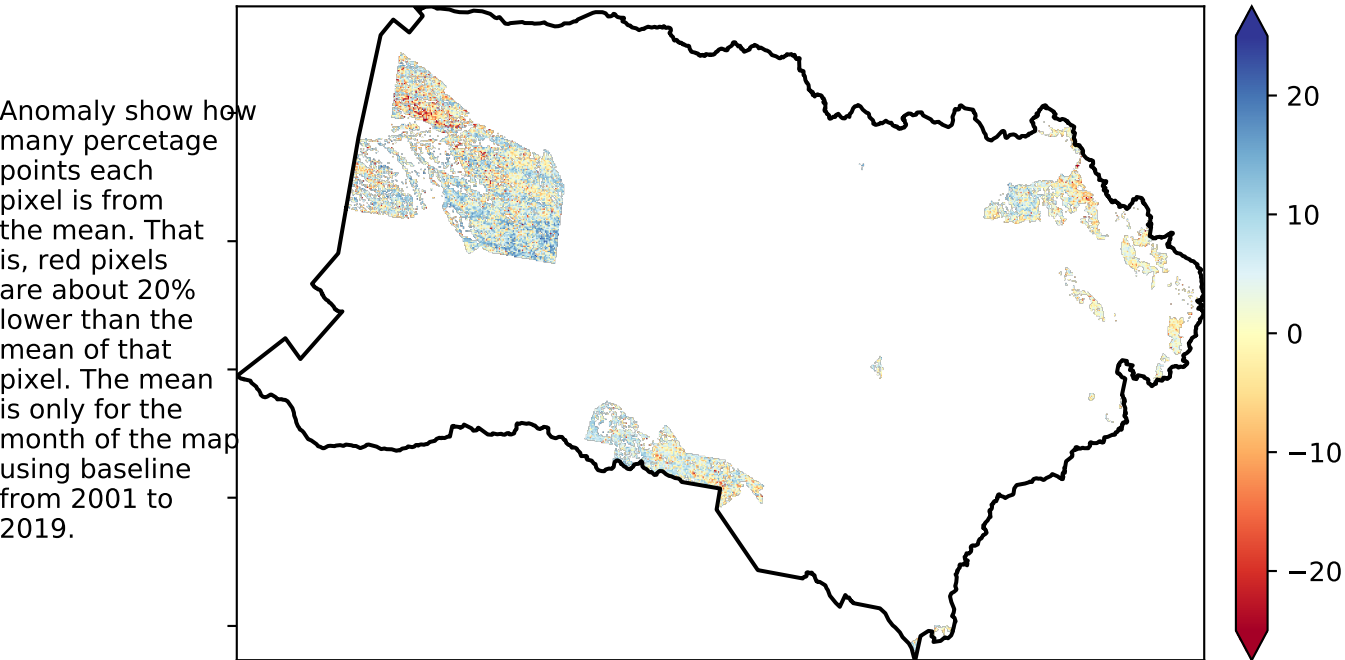 Anomaly show how
many percetage
points each
pixel is from
the mean. That
is, red pixels
are about 20%
lower than the
mean of that
pixel. The mean
is only for the
month of the map
using baseline
from 2001 to
2019.
20
10
0
−10
−20